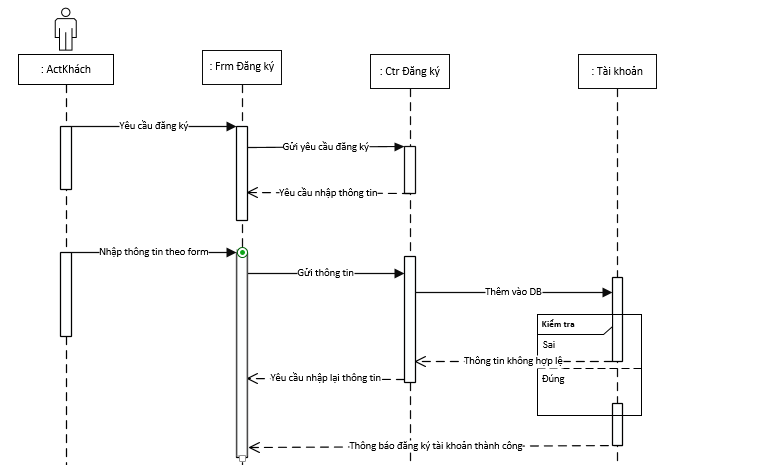 : ActKhách
: Frm Đăng ký
: Ctr Đăng ký
: Tài khoản
Yêu cầu đăng ký
Gửi yêu cầu đăng ký
Yêu cầu nhập thông tin
Nhập thông tin theo form
Gửi thông tin
Thêm vào DB
Kiểm tra
Sai
Thông tin không hợp lệ
Yêu cầu nhập lại thông tin
Đúng
Thông báo đăng ký tài khoản thành công